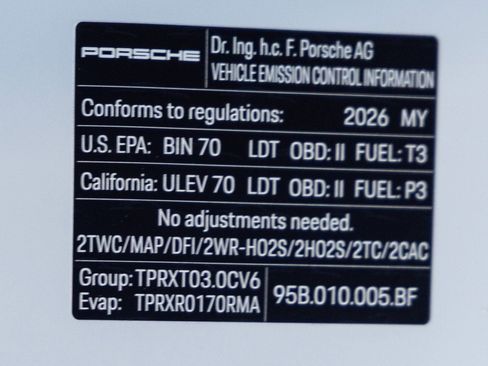 PORSCHE
Dr. Ing. h.c. F. Porsche AG
VEHICLE EMISSION CONTROL INFORMATION
Conforms to regulations: 2026 MY
U.S. EPA: BIN 70 LDT OBD: II FUEL: T3
California: ULEV 70 LDT OBD: II FUEL: P3
No adjustments needed.
2TWC/MAP/DFI/2WR-HO2S/2HO2S/2TC/2CAC
Group: TPRXT03.0CV6
Evap: TPRXR0170RMA
95B.010.005.BF